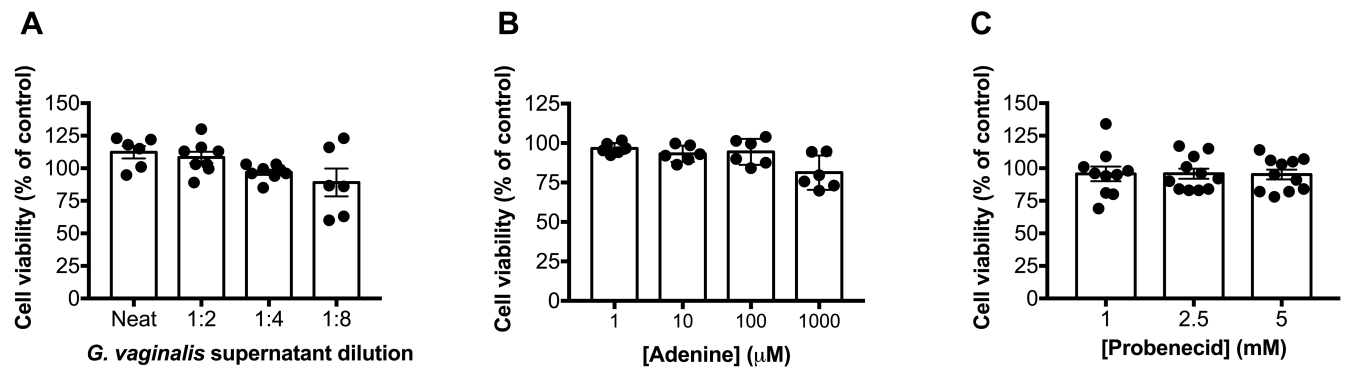 A
Cell viability (% of control)
150
125
100
75
50
25
0
Neat 1:2 1:4 1:8
G. vaginalis supernatant dilution
B
Cell viability (% of control)
125
100
75
50
25
0
1 10 100 1000
[Adenine] (μM)
C
Cell viability (% of control)
150
125
100
75
50
25
0
1 2.5 5
[Probenecid] (mM)